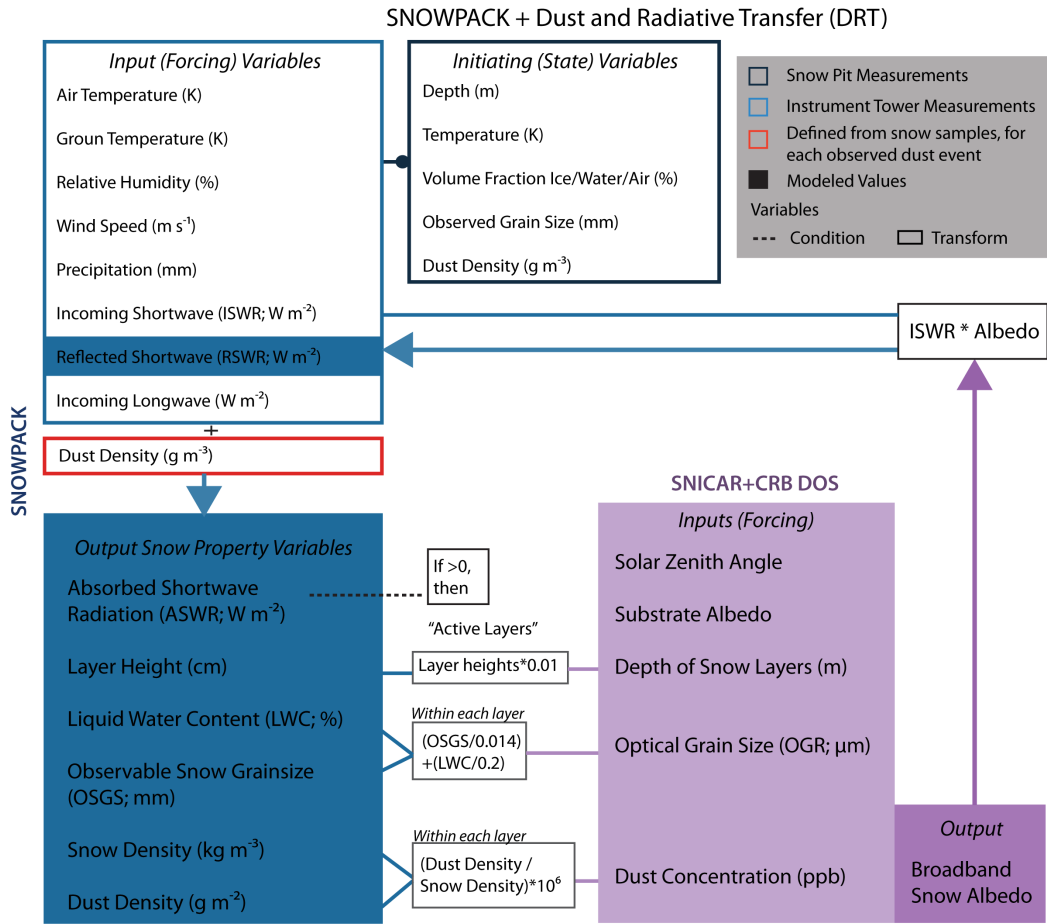 SNOWPACK + Dust and Radiative Transfer (DRT)
Input (Forcing) Variables
Air Temperature (K)
Groun Temperature (K)
Relative Humidity (%)
Wind Speed (m s⁻¹)
Precipitation (mm)
Incoming Shortwave (ISWR; W m⁻²)
Reflected Shortwave (RSWR; W m⁻²)
Incoming Longwave (W m⁻²)
+
Dust Density (g m⁻³)
Initiating (State) Variables
Depth (m)
Temperature (K)
Volume Fraction Ice/Water/Air (%)
Observed Grain Size (mm)
Dust Density (g m⁻³)
Snow Pit Measurements
Instrument Tower Measurements
Defined from snow samples, for
each observed dust event
Modeled Values
Variables
Condition
Transform
ISWR * Albedo
SNOWPACK
Output Snow Property Variables
Absorbed Shortwave
Radiation (ASWR; W m⁻²)
Layer Height (cm)
Liquid Water Content (LWC; %)
Observable Snow Grainsize
(OSGS; mm)
Snow Density (kg m⁻³)
Dust Density (g m⁻²)
If >0,
then
"Active Layers"
Layer heights*0.01
Within each layer
(OSGS/0.014)
+(LWC/0.2)
Within each layer
(Dust Density /
Snow Density)*10⁶
SNICAR+CRB DOS
Inputs (Forcing)
Solar Zenith Angle
Substrate Albedo
Depth of Snow Layers (m)
Optical Grain Size (OGR; µm)
Dust Concentration (ppb)
Output
Broadband
Snow Albedo